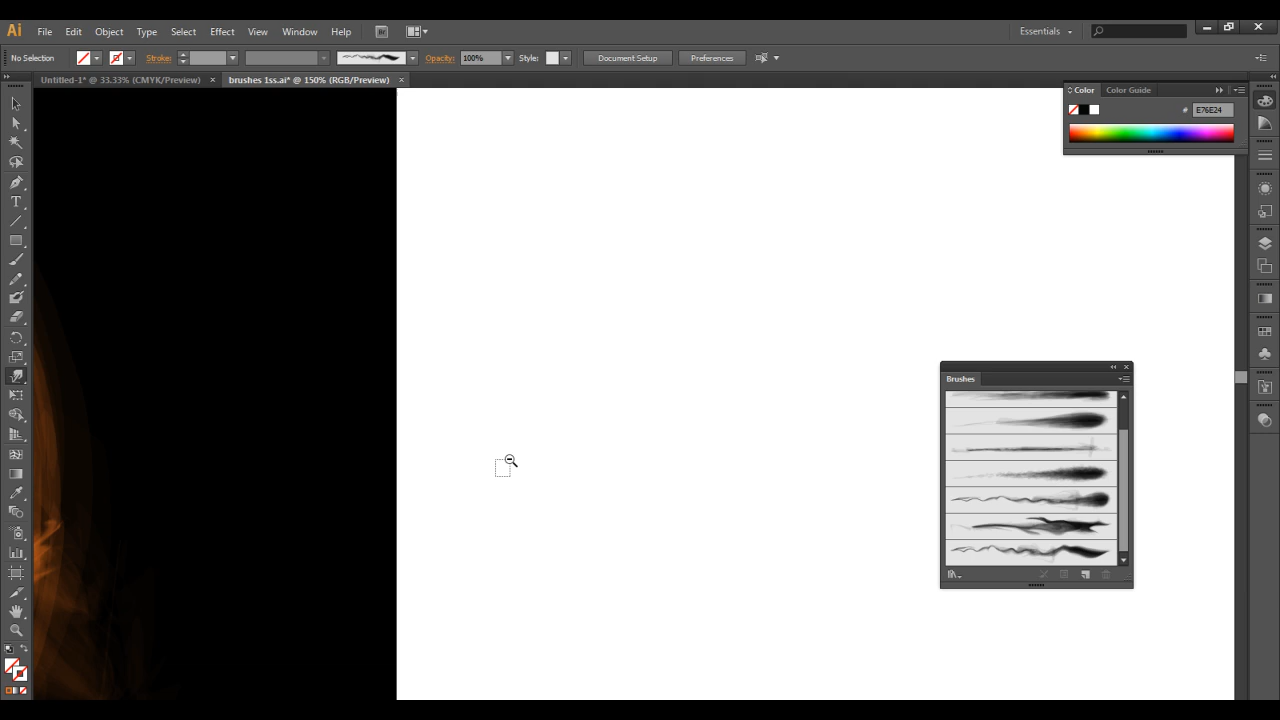 Ai File Edit Object Type Select Effect View Window Help Br Essentials
No Selection Stroke: Opacity: 100% Style: Document Setup Preferences
Untitled-1* @ 33.33% (CMYK/Preview) × brushes 1ss.ai* @ 150% (RGB/Preview) ×
Color Color Guide
# E76E24
Brushes
T